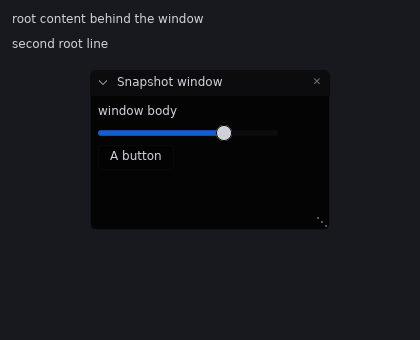 root content behind the window
second root line
Snapshot window
window body
A button